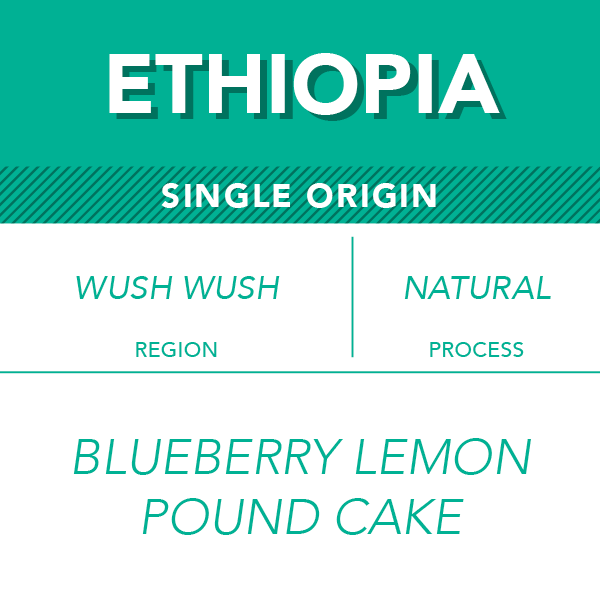 ETHIOPIA
SINGLE ORIGIN
WUSH WUSH
REGION
NATURAL
PROCESS
BLUEBERRY LEMON
POUND CAKE